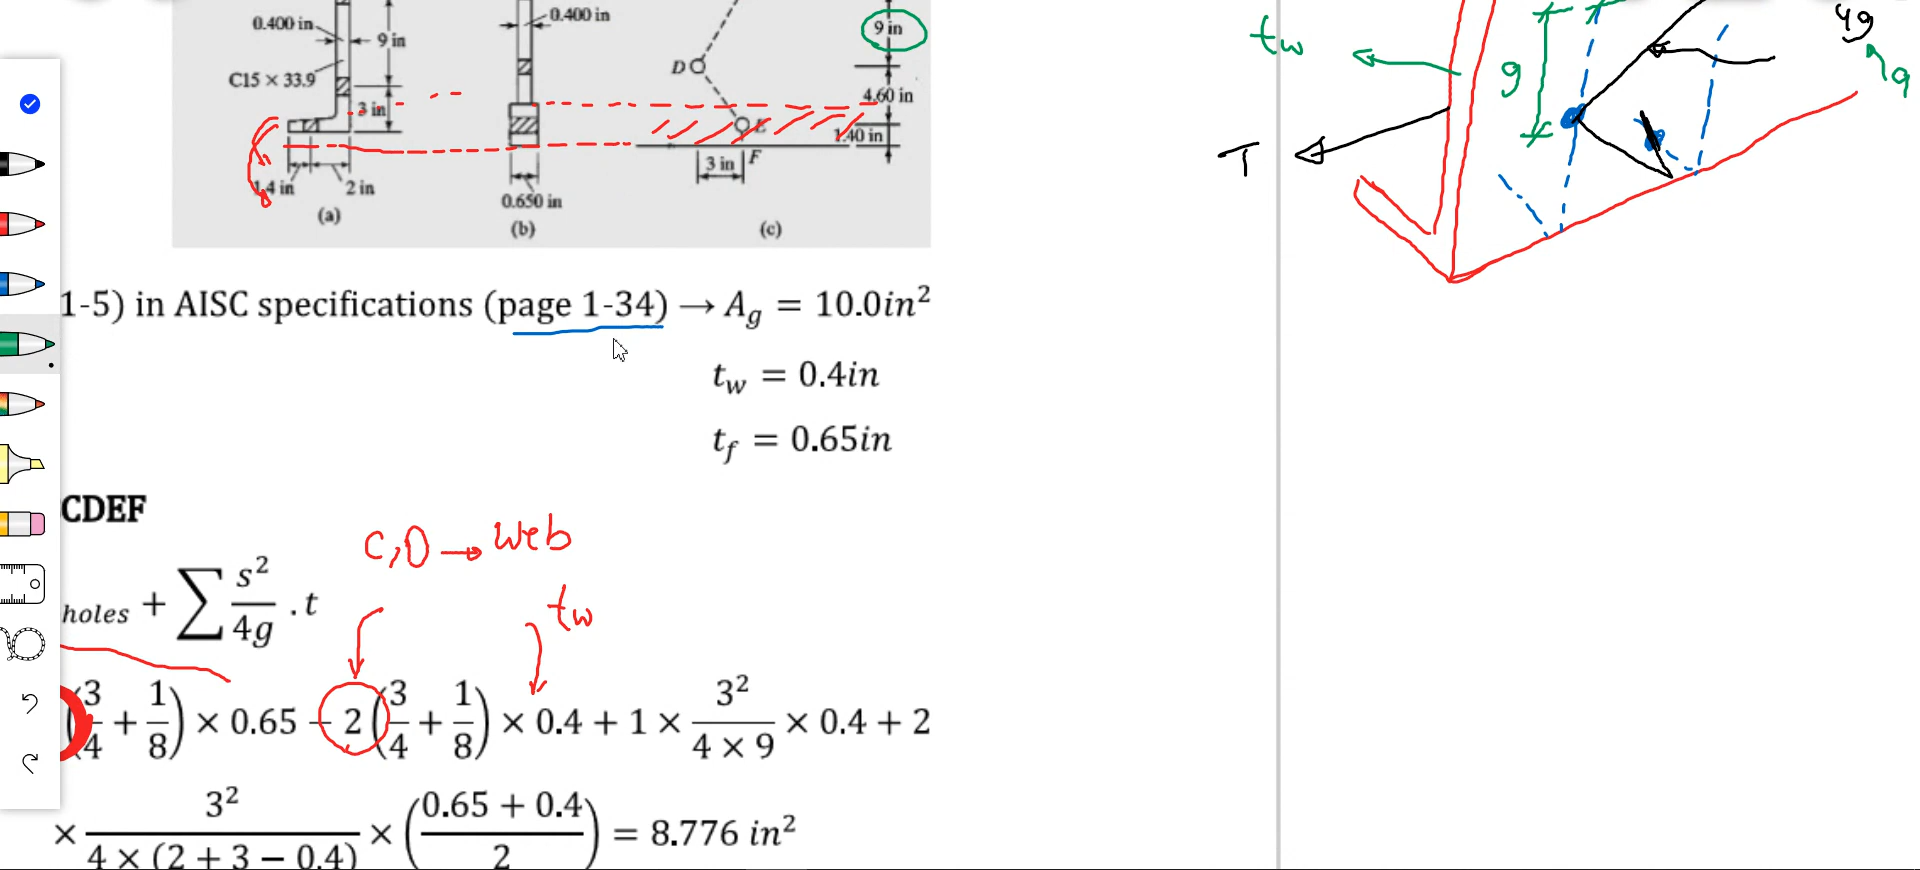 0.400 in
9 in
C15 × 33.9
3 in
1.4 in
2 in
(a)
0.400 in
0.650 in
(b)
9 in
D
4.60 in
E
1.40 in
3 in
F
(c)
tw
g
4g
9
T
1-5) in AISC specifications (page 1-34) → A_g = 10.0in²
t_w = 0.4in
t_f = 0.65in
CDEF
C,D → web
holes + ∑ s²/4g . t
tw
(3/4 + 1/8) × 0.65 − 2(3/4 + 1/8) × 0.4 + 1 × 3²/(4 × 9) × 0.4 + 2
× 3²/(4 × (2 + 3 − 0.4)) × ((0.65 + 0.4)/2) = 8.776 in²